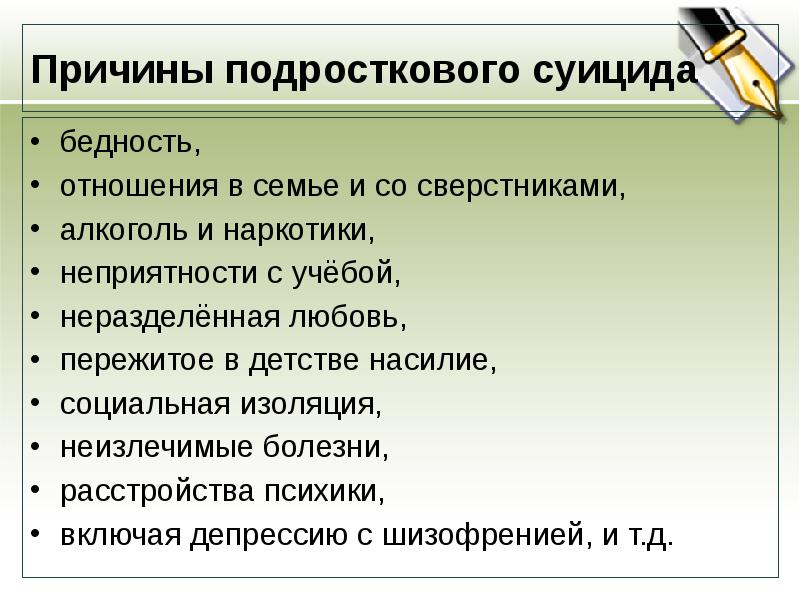 Причины подросткового суицида
• бедность,
• отношения в семье и со сверстниками,
• алкоголь и наркотики,
• неприятности с учёбой,
• неразделённая любовь,
• пережитое в детстве насилие,
• социальная изоляция,
• неизлечимые болезни,
• расстройства психики,
• включая депрессию с шизофренией, и т.д.